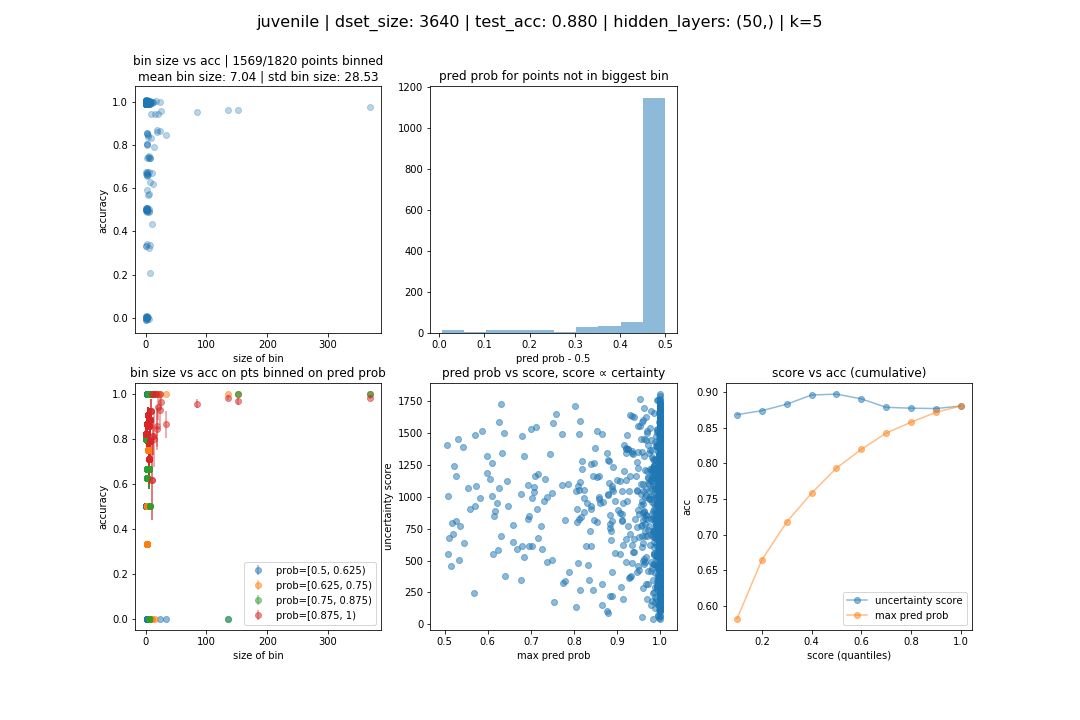 juvenile | dset_size: 3640 | test_acc: 0.880 | hidden_layers: (50,) | k=5
bin size vs acc | 1569/1820 points binned
mean bin size: 7.04 | std bin size: 28.53
1.0
0.8
0.6
0.4
0.2
0.0
accuracy
0
100
200
300
size of bin
pred prob for points not in biggest bin
1200
1000
800
600
400
200
0
0.0
0.1
0.2
0.3
0.4
0.5
pred prob - 0.5
bin size vs acc on pts binned on pred prob
1.0
0.8
0.6
0.4
0.2
0.0
accuracy
prob=[0.5, 0.625)
prob=[0.625, 0.75)
prob=[0.75, 0.875)
prob=[0.875, 1)
0
100
200
300
size of bin
pred prob vs score, score ∝ certainty
1750
1500
1250
1000
750
500
250
0
uncertainty score
0.5
0.6
0.7
0.8
0.9
1.0
max pred prob
score vs acc (cumulative)
0.90
0.85
0.80
0.75
0.70
0.65
0.60
acc
uncertainty score
max pred prob
0.2
0.4
0.6
0.8
1.0
score (quantiles)